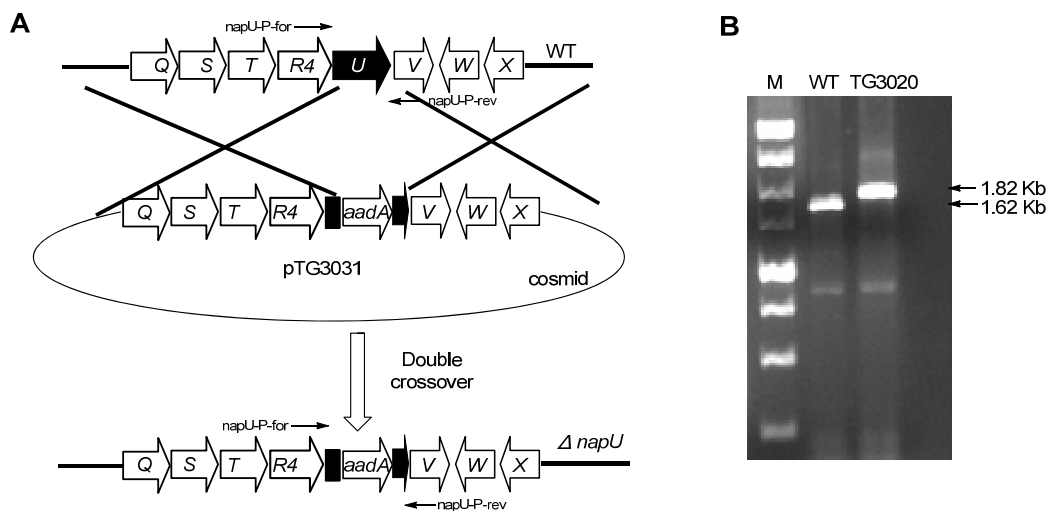 A
napU-P-for
Q S T R4 U V W X WT
napU-P-rev
Q S T R4 aadA V W X
pTG3031
cosmid
Double
crossover
napU-P-for
Q S T R4 aadA V W X Δ napU
napU-P-rev
B
M WT TG3020
1.82 Kb
1.62 Kb